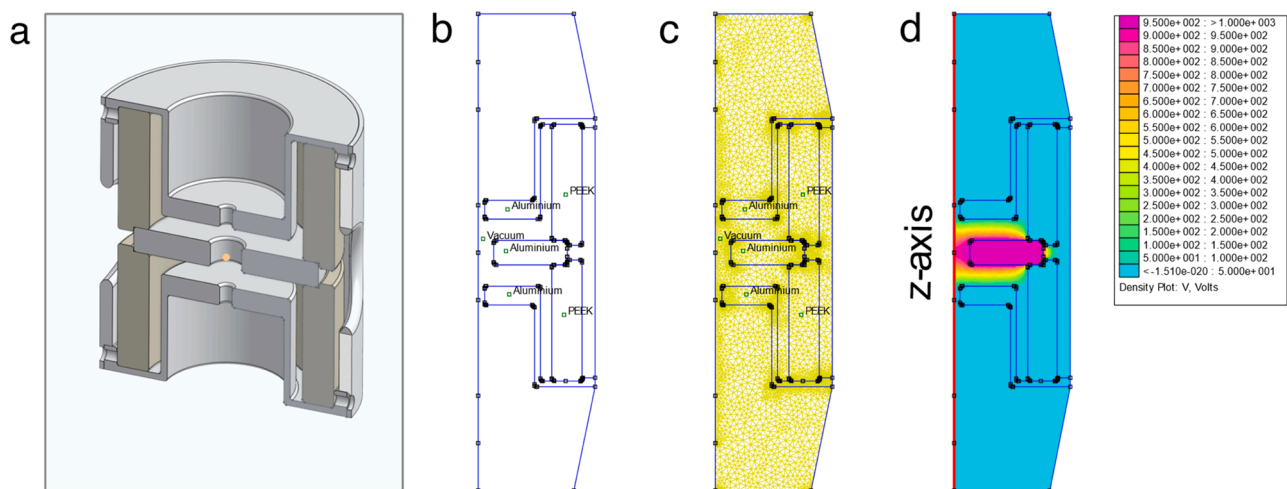 a
b
c
d
PEEK
Aluminium
Vacuum
Aluminium
Aluminium
PEEK
PEEK
Aluminium
Vacuum
Aluminium
Aluminium
PEEK
z-axis
9.500e+002 : >1.000e+003
9.000e+002 : 9.500e+002
8.500e+002 : 9.000e+002
8.000e+002 : 8.500e+002
7.500e+002 : 8.000e+002
7.000e+002 : 7.500e+002
6.500e+002 : 7.000e+002
6.000e+002 : 6.500e+002
5.500e+002 : 6.000e+002
5.000e+002 : 5.500e+002
4.500e+002 : 5.000e+002
4.000e+002 : 4.500e+002
3.500e+002 : 4.000e+002
3.000e+002 : 3.500e+002
2.500e+002 : 3.000e+002
2.000e+002 : 2.500e+002
1.500e+002 : 2.000e+002
1.000e+002 : 1.500e+002
5.000e+001 : 1.000e+002
<-1.510e-020 : 5.000e+001
Density Plot: V, Volts